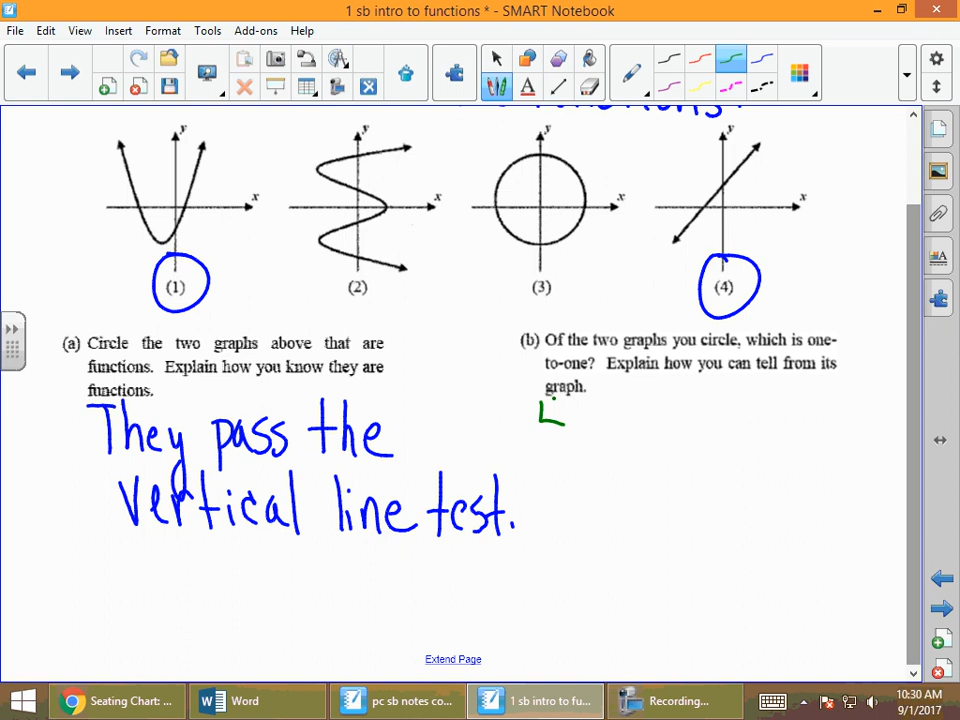 1 sb intro to functions * - SMART Notebook
File Edit View Insert Format Tools Add-ons Help
functions?
y y y y
x x x x
(1) (2) (3) (4)
(a) Circle the two graphs above that are
functions. Explain how you know they are
functions.
They pass the
vertical line test.
(b) Of the two graphs you circle, which is one-
to-one? Explain how you can tell from its
graph.
Extend Page
Seating Chart: ... Word pc sb notes co... 1 sb intro to fu... Recording... 10:30 AM
9/1/2017